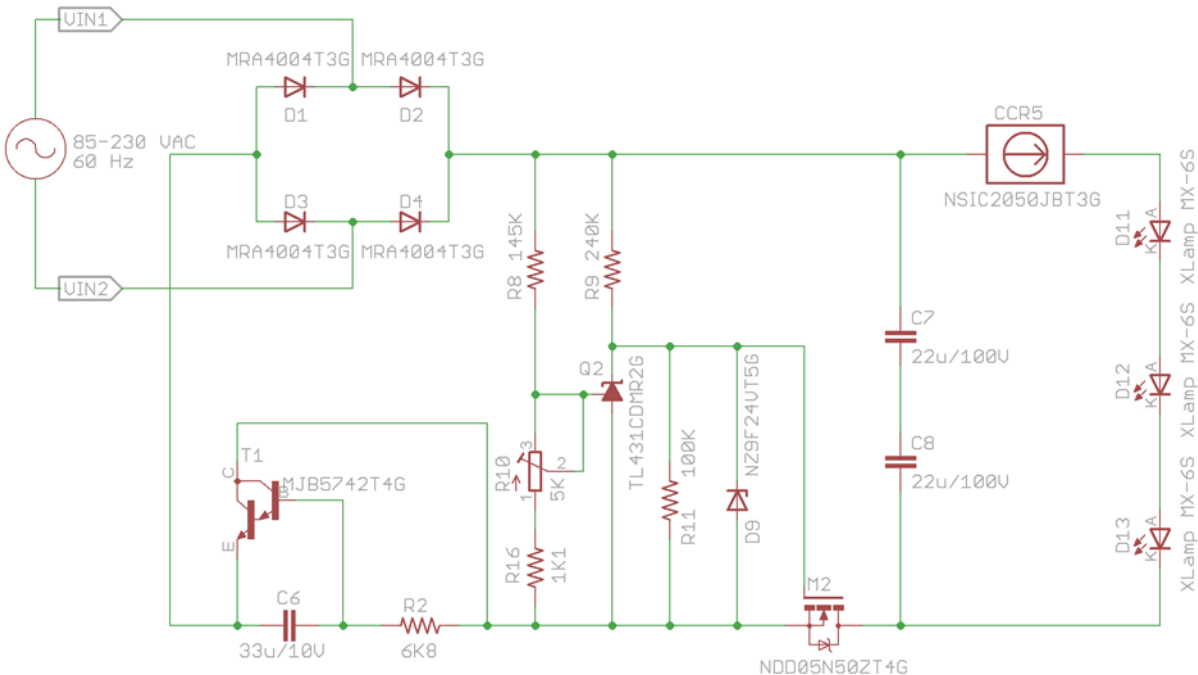 VIN1
MRA4004T3G
MRA4004T3G
D1
D2
85-230 VAC
60 Hz
D3
D4
MRA4004T3G
MRA4004T3G
VIN2
CCR5
NSIC2050JBT3G
R8 145K
R9 240K
D11
A
K
XLamp MX-6S
C7
22u/100V
Q2
TL431CDMR2G
NZ9F24VT5G
D12
A
K
XLamp MX-6S
T1
C
B
E
MJB5742T4G
R10
3
2
1
5K
R11
100K
D9
C8
22u/100V
D13
A
K
XLamp MX-6S
R16
1K1
C6
33u/10V
R2
6K8
M2
NDD05N50ZT4G